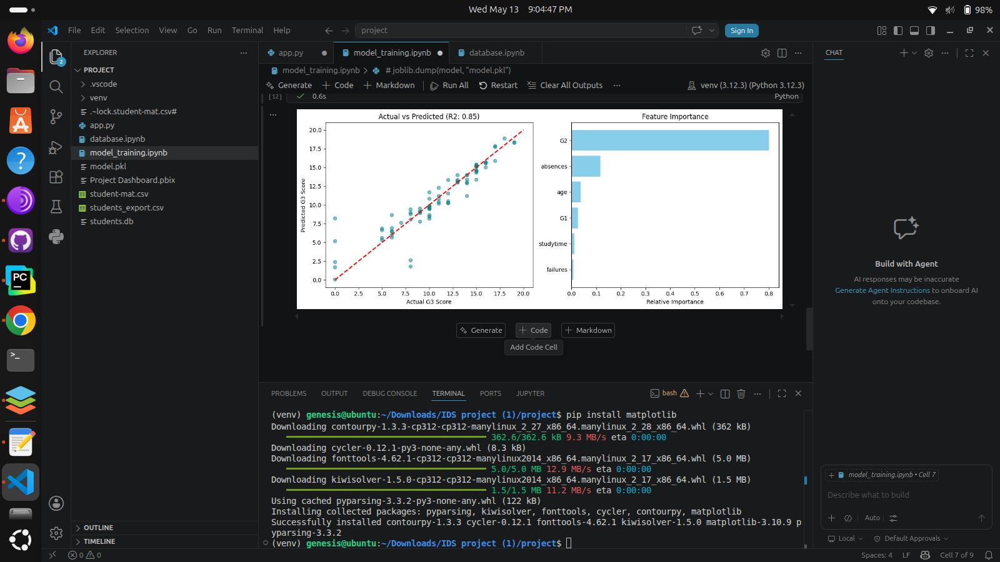 Wed May 13 9:04:47 PM
98%
File Edit Selection View Go Run Terminal Help
project
Sign In
EXPLORER
PROJECT
.vscode
venv
.~lock.student-mat.csv#
app.py
database.ipynb
model_training.ipynb
model.pkl
Project Dashboard.pbix
student-mat.csv
students_export.csv
students.db
OUTLINE
TIMELINE
2
PC
>_
app.py
model_training.ipynb
database.ipynb
model_training.ipynb > # joblib.dump(model, "model.pkl")
Generate + Code + Markdown Run All Restart Clear All Outputs ...
venv (3.12.3) (Python 3.12.3)
[12] 0.6s Python
Actual vs Predicted (R2: 0.85)
20.0
17.5
15.0
12.5
10.0
7.5
5.0
2.5
0.0
Predicted G3 Score
0.0 2.5 5.0 7.5 10.0 12.5 15.0 17.5 20.0
Actual G3 Score
Feature Importance
G2
absences
age
G1
studytime
failures
0.0 0.1 0.2 0.3 0.4 0.5 0.6 0.7 0.8
Relative Importance
Generate + Code + Markdown
Add Code Cell
PROBLEMS OUTPUT DEBUG CONSOLE TERMINAL PORTS JUPYTER
bash
(venv) genesis@ubuntu:~/Downloads/IDS project (1)/project$ pip install matplotlib
Downloading contourpy-1.3.3-cp312-cp312-manylinux_2_27_x86_64.manylinux_2_28_x86_64.whl (362 kB)
362.6/362.6 kB 9.3 MB/s eta 0:00:00
Downloading cycler-0.12.1-py3-none-any.whl (8.3 kB)
Downloading fonttools-4.62.1-cp312-cp312-manylinux2014_x86_64.manylinux_2_17_x86_64.whl (5.0 MB)
5.0/5.0 MB 12.9 MB/s eta 0:00:00
Downloading kiwisolver-1.5.0-cp312-cp312-manylinux2014_x86_64.manylinux_2_17_x86_64.whl (1.5 MB)
1.5/1.5 MB 11.2 MB/s eta 0:00:00
Using cached pyparsing-3.3.2-py3-none-any.whl (122 kB)
Installing collected packages: pyparsing, kiwisolver, fonttools, cycler, contourpy, matplotlib
Successfully installed contourpy-1.3.3 cycler-0.12.1 fonttools-4.62.1 kiwisolver-1.5.0 matplotlib-3.10.9 p
yparsing-3.3.2
(venv) genesis@ubuntu:~/Downloads/IDS project (1)/project$
CHAT
Build with Agent
AI responses may be inaccurate
Generate Agent Instructions to onboard AI
onto your codebase.
model_training.ipynb • Cell 7
Describe what to build
Auto
Local
Default Approvals
0 0
Spaces: 4 LF Cell 7 of 9